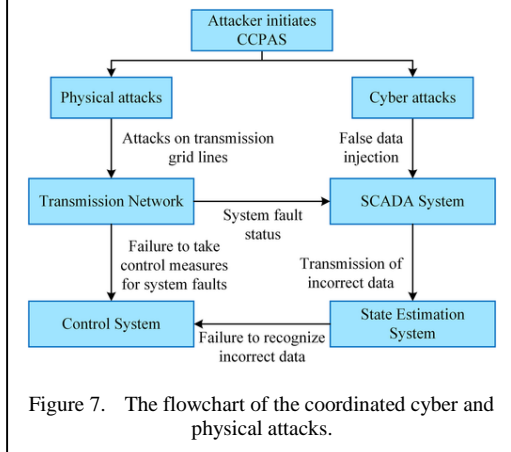 Attacker initiates
CCPAS
Physical attacks
Cyber attacks
Attacks on transmission
grid lines
False data
injection
Transmission Network
System fault
status
SCADA System
Failure to take
control measures
for system faults
Transmission of
incorrect data
Control System
Failure to recognize
incorrect data
State Estimation
System
Figure 7. The flowchart of the coordinated cyber and
physical attacks.